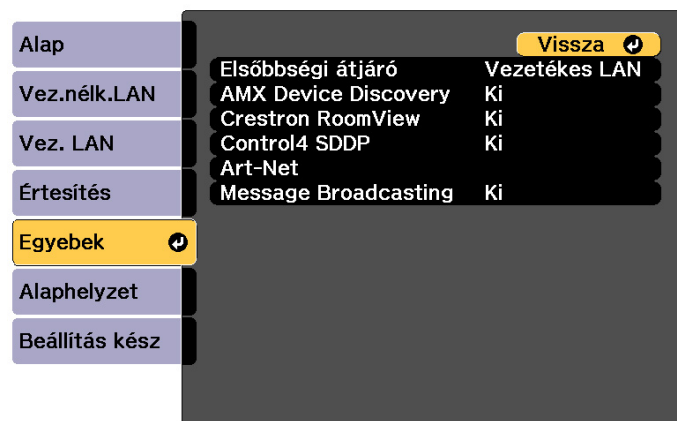 Alap
Vez.nélk.LAN
Vez. LAN
Értesítés
Egyebek
Alaphelyzet
Beállítás kész
Vissza
Elsőbbségi átjáró Vezetékes LAN
AMX Device Discovery Ki
Crestron RoomView Ki
Control4 SDDP Ki
Art-Net
Message Broadcasting Ki